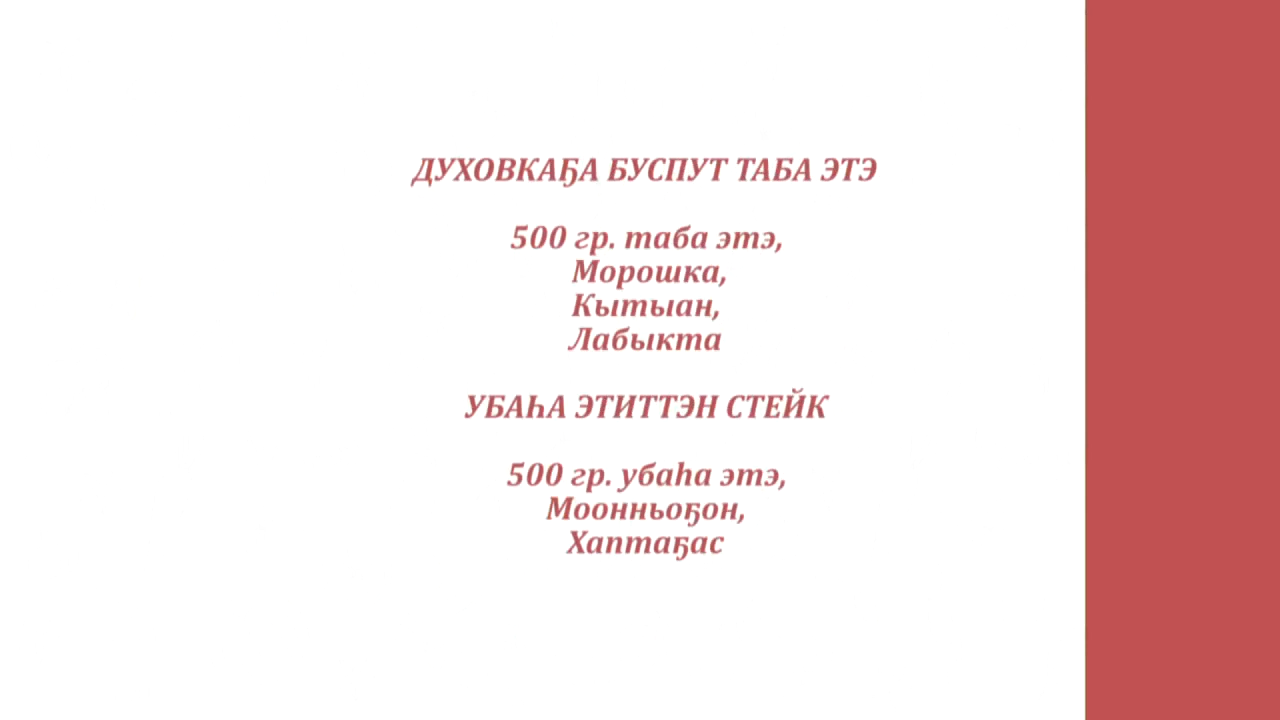 ДУХОВКАҔА БУСПУТ ТАБА ЭТЭ
500 гр. таба этэ,
Морошка,
Кытыан,
Лабыкта
УБАҺА ЭТИТТЭН СТЕЙК
500 гр. убаһа этэ,
Моонньоҕон,
Хаптаҕас